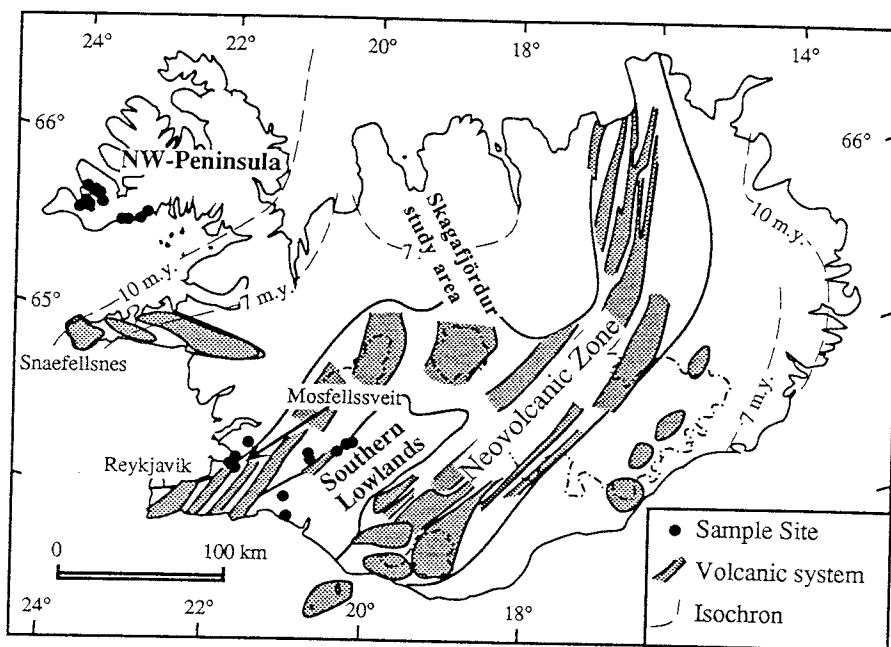 24° 22° 20° 18° 14°
66°
66°
NW-Peninsula
Skagafjördur
study area
7
10 m.y.
10 m.y.
7 m.y.
65°
Snaefellsnes
Mosfellssveit
Neovolcanic Zone
7 m.y.
Reykjavik
Southern
Lowlands
Sample Site
0 100 km
Volcanic system
Isochron
24° 22° 20° 18°